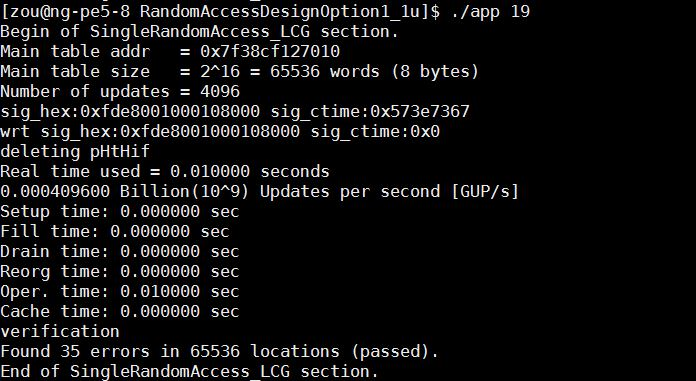 [zou@ng-pe5-8 RandomAccessDesignOption1_1u]$ ./app 19
Begin of SingleRandomAccess_LCG section.
Main table addr   = 0x7f38cf127010
Main table size   = 2^16 = 65536 words (8 bytes)
Number of updates = 4096
sig_hex:0xfde8001000108000 sig_ctime:0x573e7367
wrt sig_hex:0xfde8001000108000 sig_ctime:0x0
deleting pHtHif
Real time used = 0.010000 seconds
0.000409600 Billion(10^9) Updates per second [GUP/s]
Setup time: 0.000000 sec
Fill time: 0.000000 sec
Drain time: 0.000000 sec
Reorg time: 0.000000 sec
Oper. time: 0.010000 sec
Cache time: 0.000000 sec
verification
Found 35 errors in 65536 locations (passed).
End of SingleRandomAccess_LCG section.